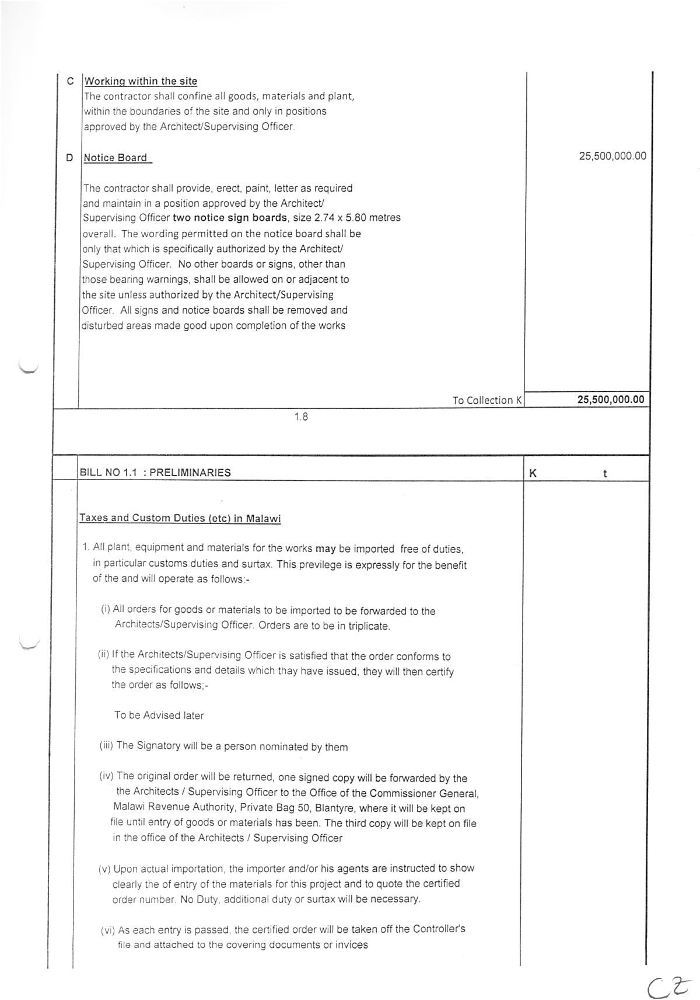 C Working within the site
The contractor shall confine all goods, materials and plant,
within the boundaries of the site and only in positions
approved by the Architect/Supervising Officer.
D Notice Board 25,500,000.00
The contractor shall provide, erect, paint, letter as required
and maintain in a position approved by the Architect/
Supervising Officer two notice sign boards, size 2.74 x 5.80 metres
overall. The wording permitted on the notice board shall be
only that which is specifically authorized by the Architect/
Supervising Officer. No other boards or signs, other than
those bearing warnings, shall be allowed on or adjacent to
the site unless authorized by the Architect/Supervising
Officer. All signs and notice boards shall be removed and
disturbed areas made good upon completion of the works
To Collection K 25,500,000.00
1.8
BILL NO 1.1 : PRELIMINARIES K t
Taxes and Custom Duties (etc) in Malawi
1. All plant, equipment and materials for the works may be imported free of duties,
in particular customs duties and surtax. This previlege is expressly for the benefit
of the and will operate as follows:-
(i) All orders for goods or materials to be imported to be forwarded to the
Architects/Supervising Officer. Orders are to be in triplicate.
(ii) If the Architects/Supervising Officer is satisfied that the order conforms to
the specifications and details which thay have issued, they will then certify
the order as follows;-
To be Advised later
(iii) The Signatory will be a person nominated by them
(iv) The original order will be returned, one signed copy will be forwarded by the
the Architects / Supervising Officer to the Office of the Commissioner General,
Malawi Revenue Authority, Private Bag 50, Blantyre, where it will be kept on
file until entry of goods or materials has been. The third copy will be kept on file
in the office of the Architects / Supervising Officer
(v) Upon actual importation, the importer and/or his agents are instructed to show
clearly the of entry of the materials for this project and to quote the certified
order number. No Duty, additional duty or surtax will be necessary.
(vi) As each entry is passed, the certified order will be taken off the Controller's
file and attached to the covering documents or invices
CZ